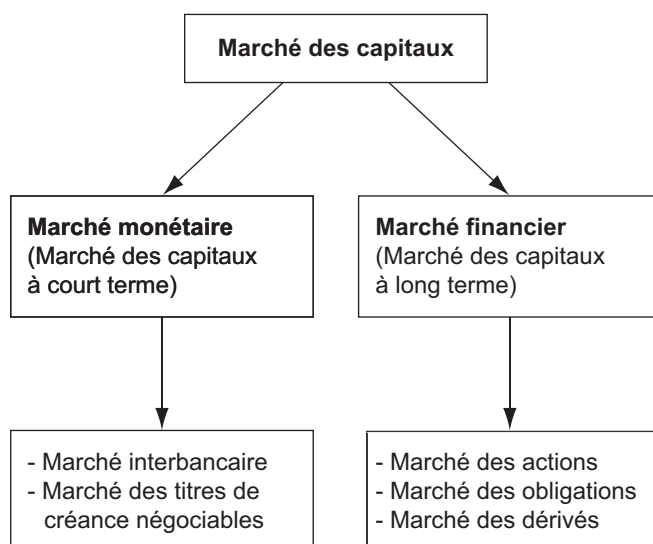 Marché des capitaux
Marché monétaire
(Marché des capitaux
à court terme)
Marché financier
(Marché des capitaux
à long terme)
- Marché interbancaire
- Marché des titres de
créance négociables
- Marché des actions
- Marché des obligations
- Marché des dérivés